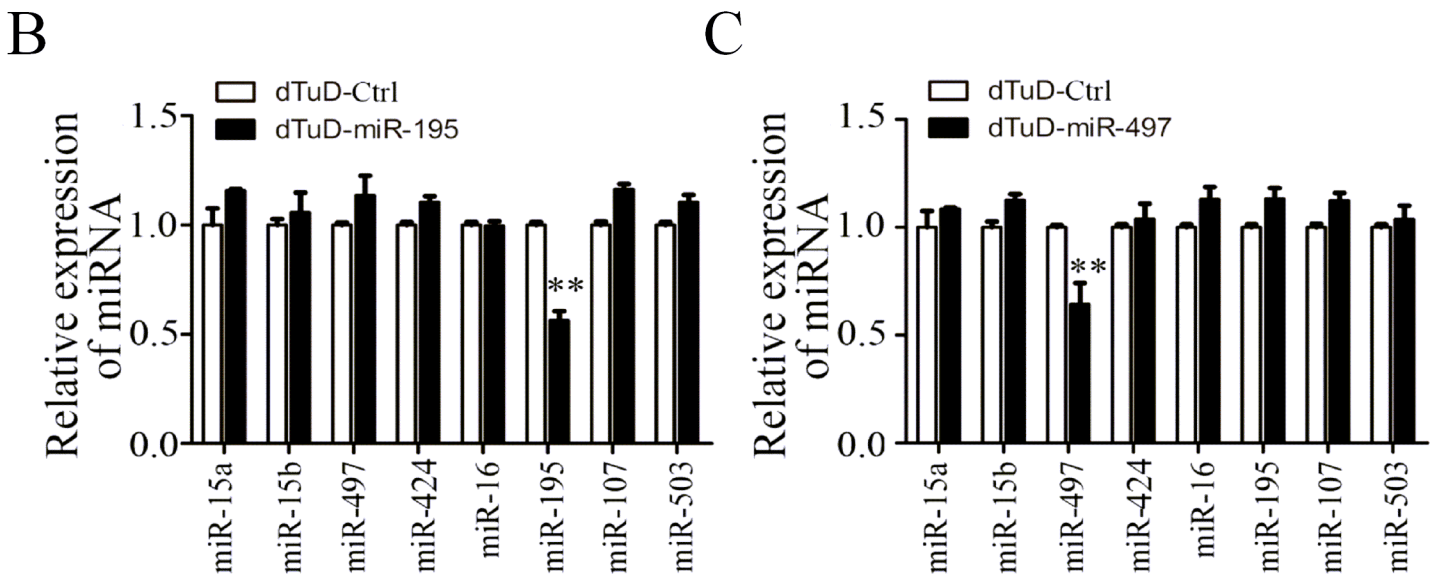 B
dTuD-Ctrl
dTuD-miR-195
Relative expression
of miRNA
1.5
1.0
0.5
0.0
**
miR-15a
miR-15b
miR-497
miR-424
miR-16
miR-195
miR-107
miR-503
C
dTuD-Ctrl
dTuD-miR-497
Relative expression
of miRNA
1.5
1.0
0.5
0.0
**
miR-15a
miR-15b
miR-497
miR-424
miR-16
miR-195
miR-107
miR-503